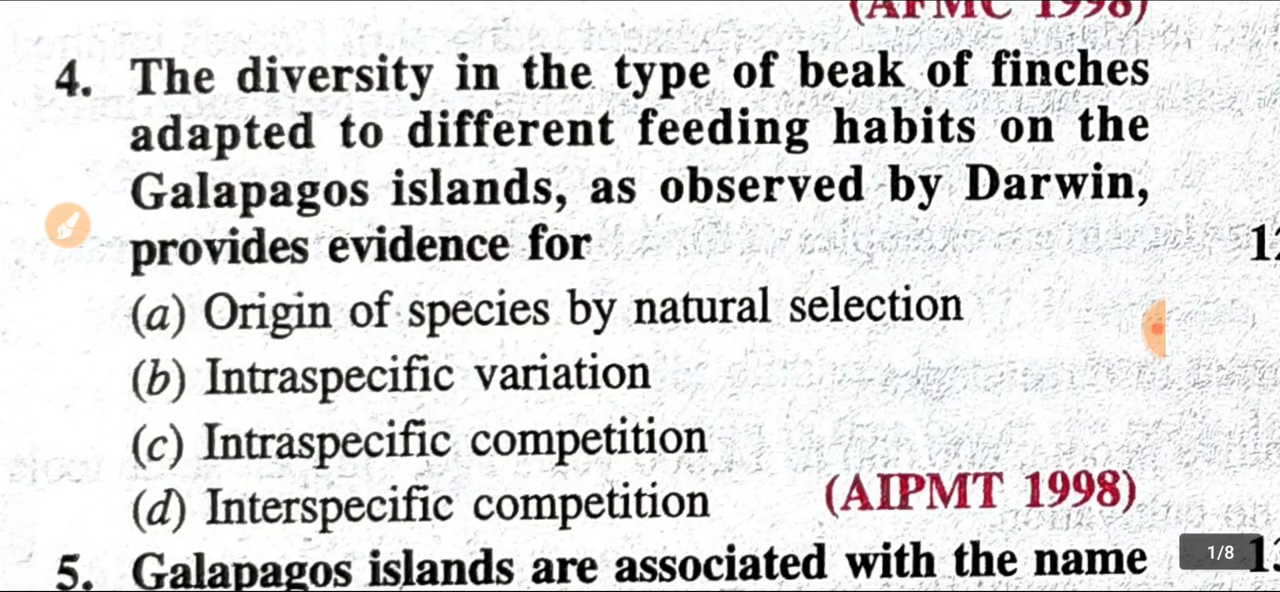 (AFMC 1998)
4. The diversity in the type of beak of finches
adapted to different feeding habits on the
Galapagos islands, as observed by Darwin,
provides evidence for
(a) Origin of species by natural selection
(b) Intraspecific variation
(c) Intraspecific competition
(d) Interspecific competition (AIPMT 1998)
5. Galapagos islands are associated with the name
1/8